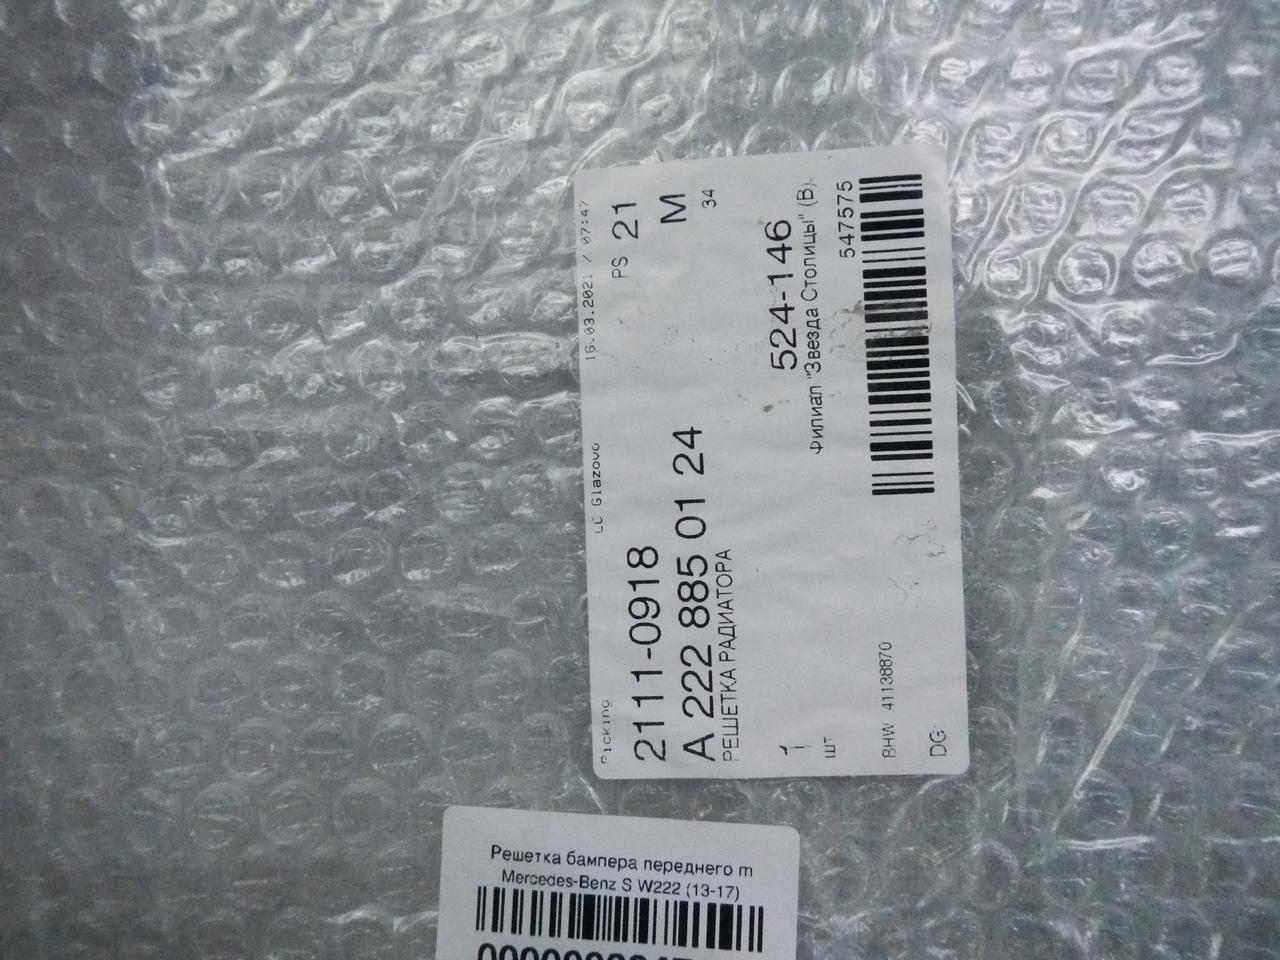 Picking LC Glazovo 16.03.2021 / 07:47
2111-0918 PS 21
A 222 885 01 24 M
РЕШЕТКА РАДИАТОРА 34
1 524-146
шт Филиал "Звезда Столицы" (В).
547575
BHW 41138870
DG
Решетка бампера переднего m
Mercedes-Benz S W222 (13-17)